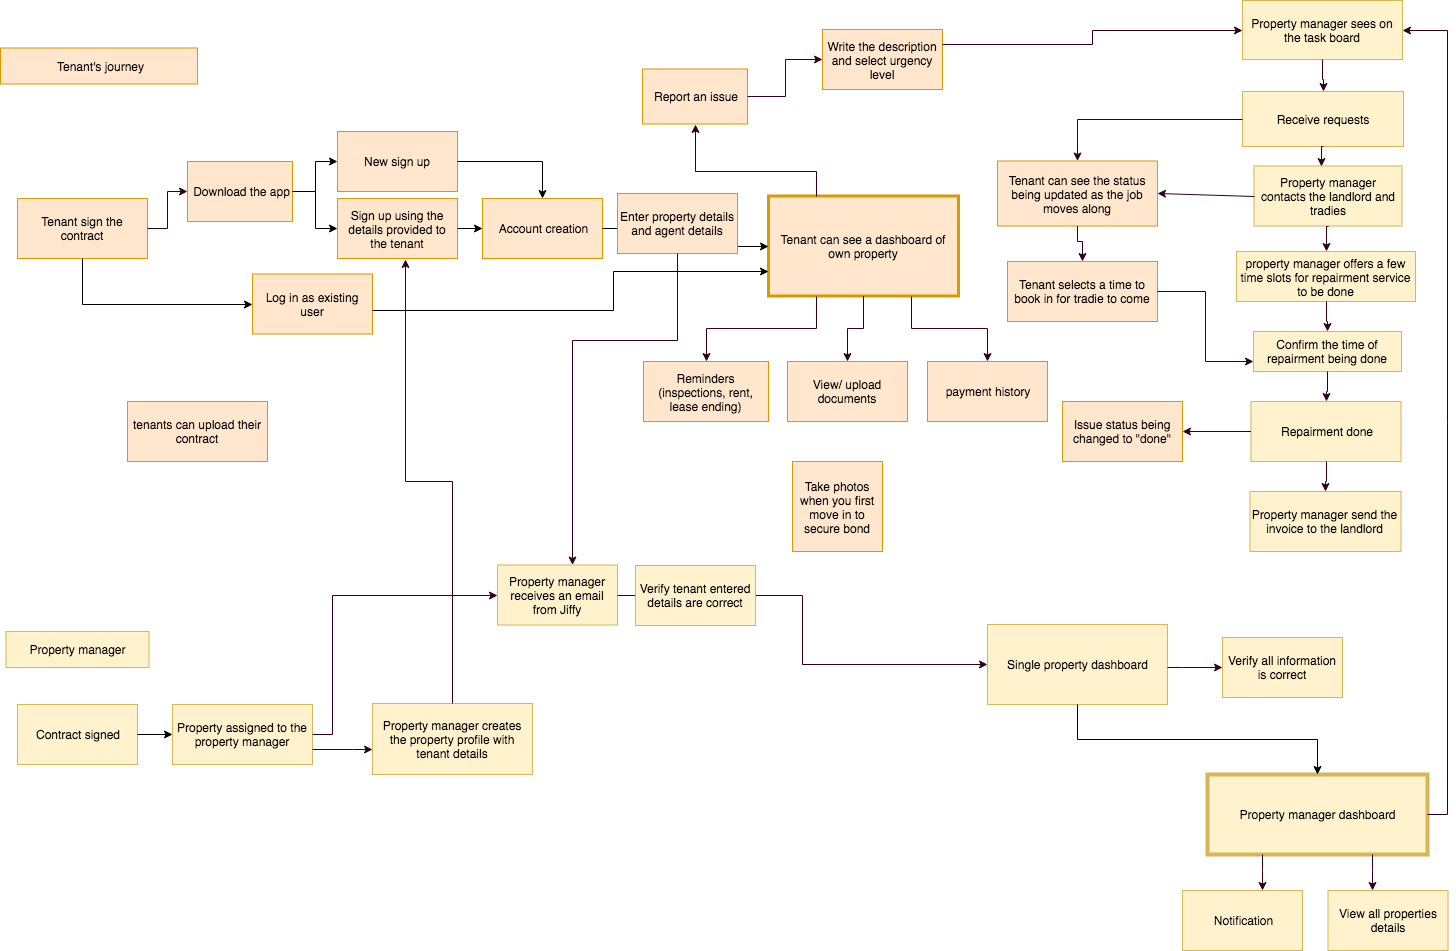 Tenant's journey
Property manager sees on
the task board
Write the description
and select urgency
level
Report an issue
Receive requests
New sign up
Download the app
Tenant can see the status
being updated as the job
moves along
Property manager
contacts the landlord and
tradies
Tenant sign the
contract
Sign up using the
details provided to
the tenant
Account creation
Enter property details
and agent details
Tenant can see a dashboard of
own property
property manager offers a few
time slots for repairment service
to be done
Log in as existing
user
Tenant selects a time to
book in for tradie to come
Confirm the time of
repairment being done
Reminders
(inspections, rent,
lease ending)
View/ upload
documents
payment history
tenants can upload their
contract
Issue status being
changed to "done"
Repairment done
Take photos
when you first
move in to
secure bond
Property manager send the
invoice to the landlord
Property manager
receives an email
from Jiffy
Verify tenant entered
details are correct
Property manager
Single property dashboard
Verify all information
is correct
Contract signed
Property assigned to the
property manager
Property manager creates
the property profile with
tenant details
Property manager dashboard
Notification
View all properties
details